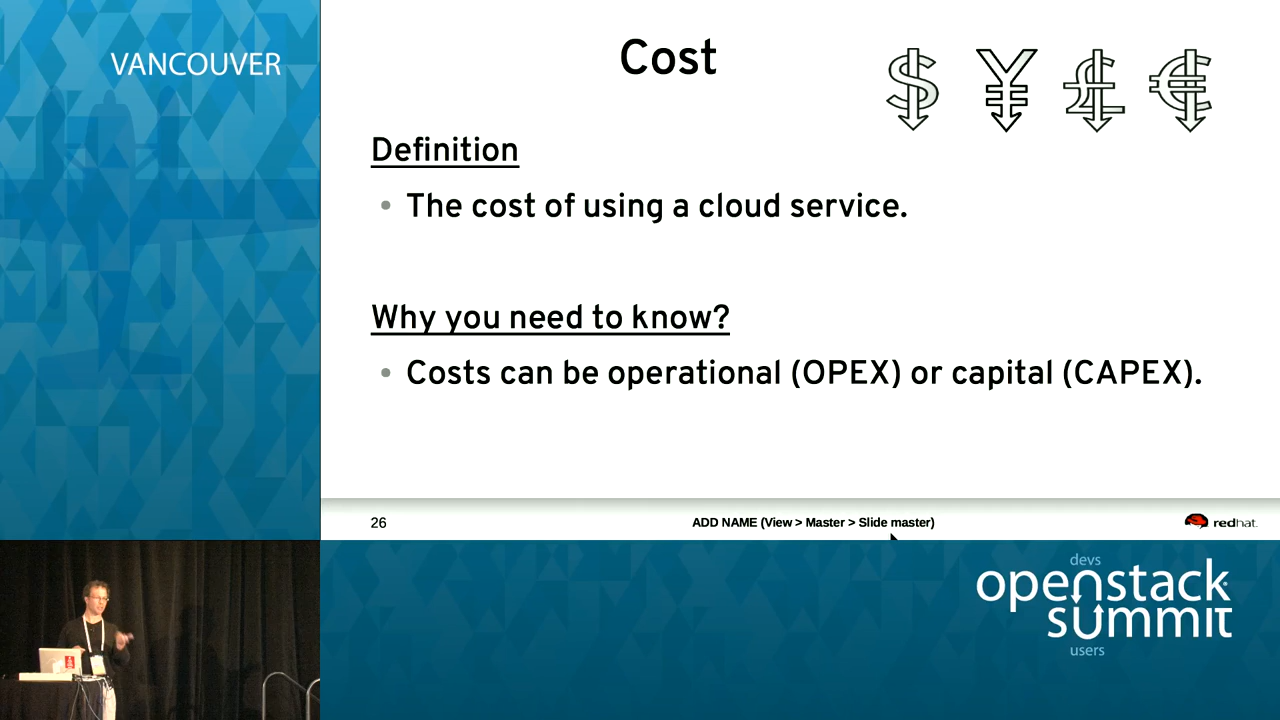 VANCOUVER
Cost
$ ¥ £ €
Definition
• The cost of using a cloud service.
Why you need to know?
• Costs can be operational (OPEX) or capital (CAPEX).
26
ADD NAME (View > Master > Slide master)
redhat.
devs
openstack
summit
users